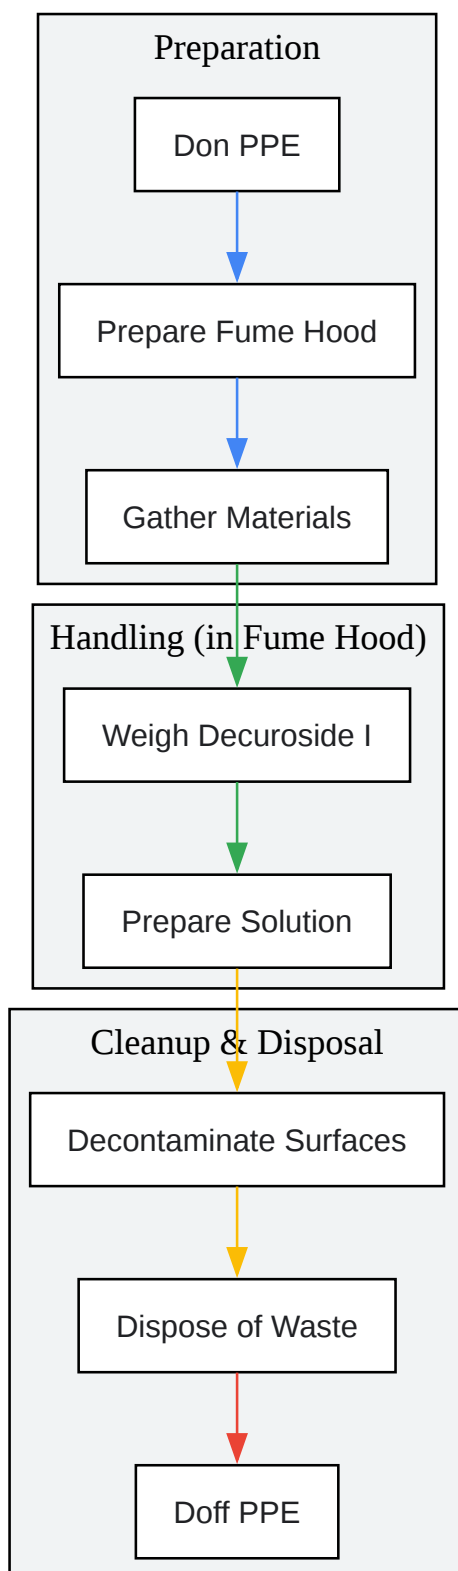 Preparation
Don PPE
Prepare Fume Hood
Gather Materials
Handling (in Fume Hood)
Weigh Decuroside I
Prepare Solution
Cleanup & Disposal
Decontaminate Surfaces
Dispose of Waste
Doff PPE